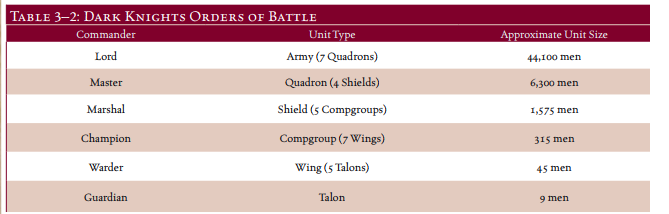 Table 3–2: Dark Knights Orders of Battle
Commander Unit Type Approximate Unit Size
Lord Army (7 Quadrons) 44,100 men
Master Quadron (4 Shields) 6,300 men
Marshal Shield (5 Compgroups) 1,575 men
Champion Compgroup (7 Wings) 315 men
Warder Wing (5 Talons) 45 men
Guardian Talon 9 men